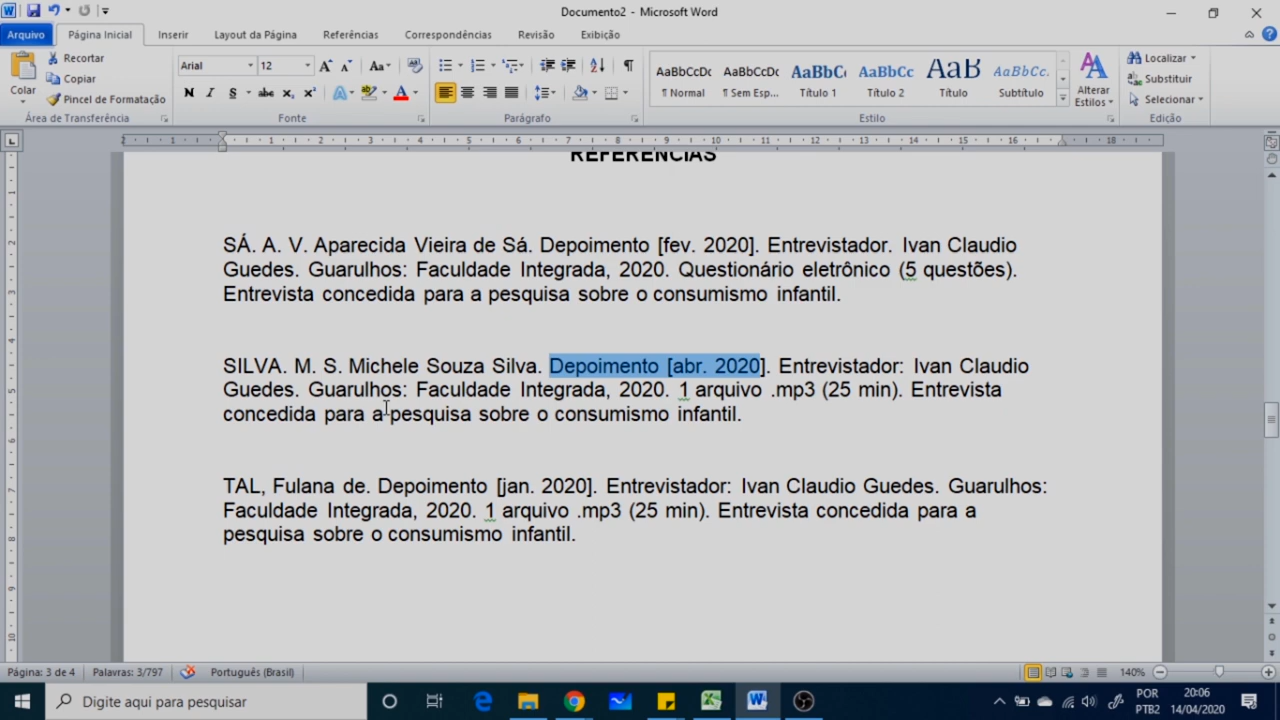 Documento2 - Microsoft Word
Arquivo
Página Inicial
Inserir
Layout da Página
Referências
Correspondências
Revisão
Exibição
Colar
Recortar
Copiar
Pincel de Formatação
Área de Transferência
Arial
12
Fonte
Parágrafo
AaBbCcDc
¶ Normal
AaBbCcDc
¶ Sem Esp...
AaBbC(
Título 1
AaBbCc
Título 2
AaB
Título
AaBbCc.
Subtítulo
Alterar
Estilos
Estilo
Localizar
Substituir
Selecionar
Edição
REFERÊNCIAS
SÁ. A. V. Aparecida Vieira de Sá. Depoimento [fev. 2020]. Entrevistador. Ivan Claudio
Guedes. Guarulhos: Faculdade Integrada, 2020. Questionário eletrônico (5 questões).
Entrevista concedida para a pesquisa sobre o consumismo infantil.
SILVA. M. S. Michele Souza Silva. Depoimento [abr. 2020]. Entrevistador: Ivan Claudio
Guedes. Guarulhos: Faculdade Integrada, 2020. 1 arquivo .mp3 (25 min). Entrevista
concedida para a pesquisa sobre o consumismo infantil.
TAL, Fulana de. Depoimento [jan. 2020]. Entrevistador: Ivan Claudio Guedes. Guarulhos:
Faculdade Integrada, 2020. 1 arquivo .mp3 (25 min). Entrevista concedida para a
pesquisa sobre o consumismo infantil.
Página: 3 de 4
Palavras: 3/797
Português (Brasil)
140%
Digite aqui para pesquisar
POR
PTB2
20:06
14/04/2020